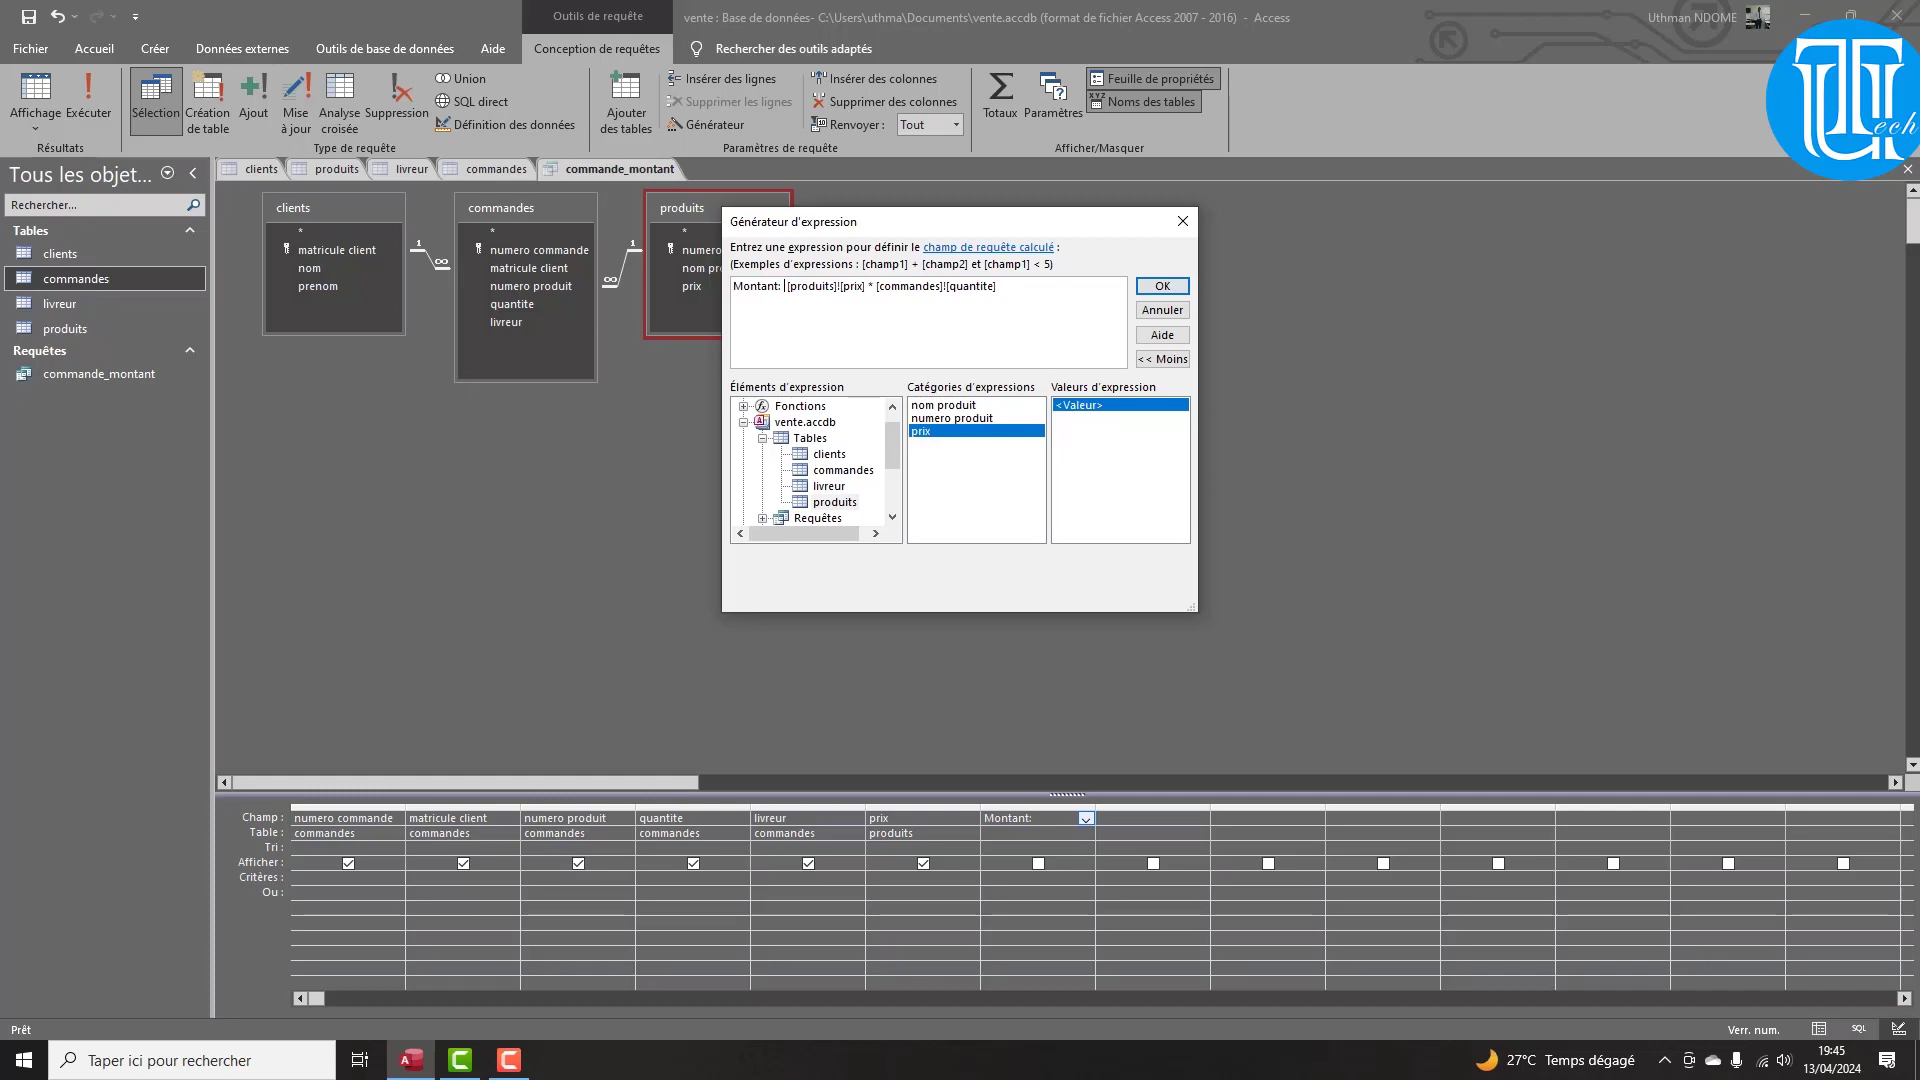 Outils de requête
vente : Base de données- C:\Users\uthma\Documents\vente.accdb (format de fichier Access 2007 - 2016) - Access
Uthman NDOME
Fichier
Accueil
Créer
Données externes
Outils de base de données
Aide
Conception de requêtes
Rechercher des outils adaptés
Affichage
Exécuter
Sélection
Création de table
Ajout
Mise à jour
Analyse croisée
Suppression
Union
SQL direct
Définition des données
Ajouter des tables
Insérer des lignes
Supprimer les lignes
Générateur
Insérer des colonnes
Supprimer des colonnes
Renvoyer : Tout
Totaux
Paramètres
Feuille de propriétés
Noms des tables
Résultats
Type de requête
Paramètres de requête
Afficher/Masquer
UTech
Tous les objet...
clients
produits
livreur
commandes
commande_montant
Rechercher...
Tables
clients
commandes
livreur
produits
Requêtes
commande_montant
clients
*
matricule client
nom
prenom
1
∞
commandes
*
numero commande
matricule client
numero produit
quantite
livreur
∞
1
produits
*
numero
nom pr
prix
Générateur d'expression
Entrez une expression pour définir le champ de requête calculé :
(Exemples d'expressions : [champ1] + [champ2] et [champ1] < 5)
Montant: [produits]![prix] * [commandes]![quantite]
OK
Annuler
Aide
<< Moins
Éléments d'expression
Catégories d'expressions
Valeurs d'expression
Fonctions
vente.accdb
Tables
clients
commandes
livreur
produits
Requêtes
nom produit
numero produit
prix
<Valeur>
Champ : numero commande matricule client numero produit quantite livreur prix Montant:
Table : commandes commandes commandes commandes commandes produits
Tri :
Afficher :
Critères :
Ou :
Prêt
Verr. num.
SQL
Taper ici pour rechercher
27°C Temps dégagé
19:45
13/04/2024